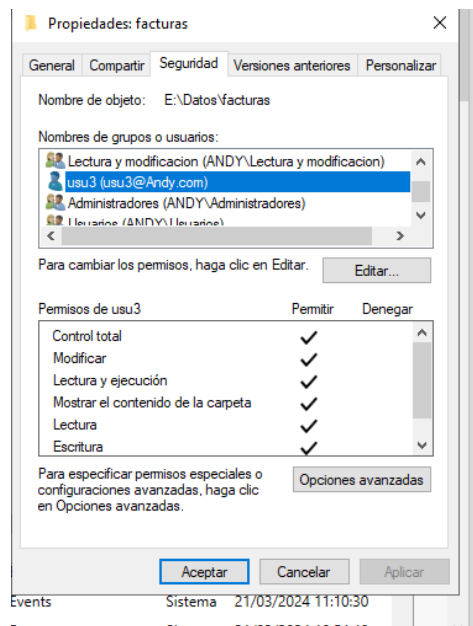 Propiedades: facturas
General Compartir Seguridad Versiones anteriores Personalizar
Nombre de objeto: E:\Datos\facturas
Nombres de grupos o usuarios:
Lectura y modificacion (ANDY\Lectura y modificacion)
usu3 (usu3@Andy.com)
Administradores (ANDY\Administradores)
Usuarios (ANDY\Usuarios)
Para cambiar los permisos, haga clic en Editar.
Editar...
Permisos de usu3 Permitir Denegar
Control total
Modificar
Lectura y ejecución
Mostrar el contenido de la carpeta
Lectura
Escritura
Para especificar permisos especiales o
configuraciones avanzadas, haga clic
en Opciones avanzadas.
Opciones avanzadas
Aceptar Cancelar Aplicar
Events Sistema 21/03/2024 11:10:30